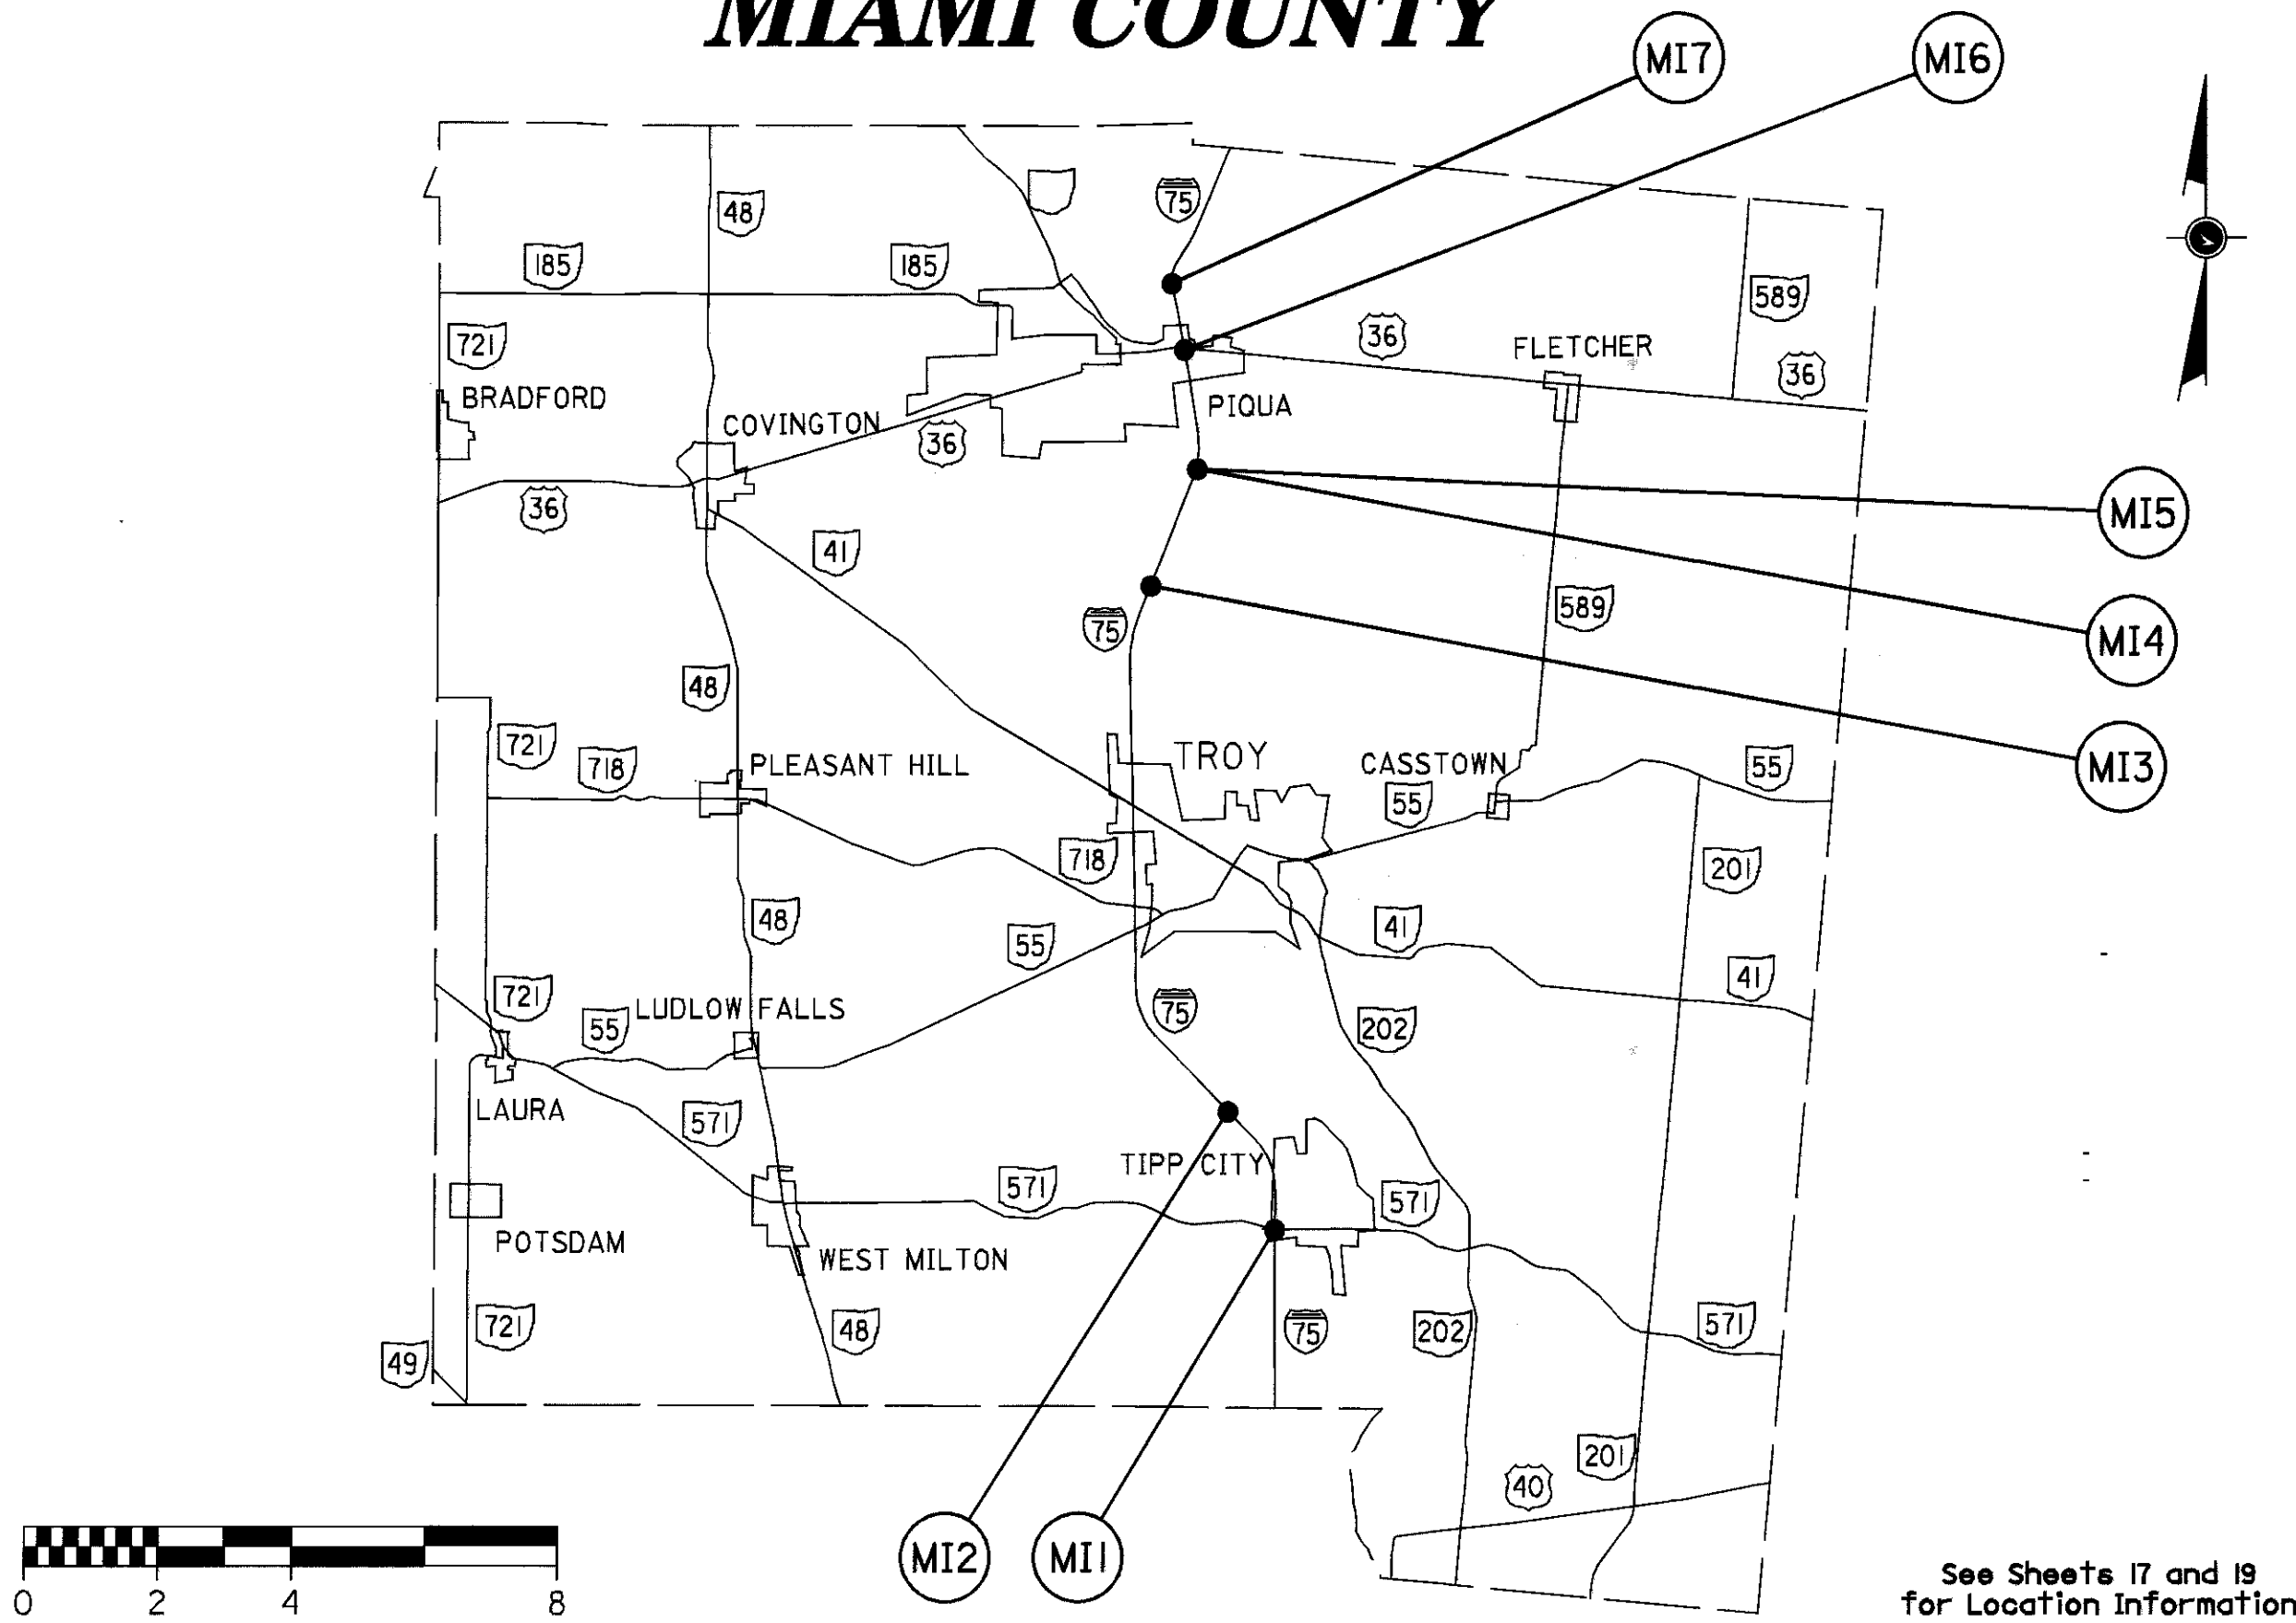 MIAMI COUNTY
MI7
MI6
75
48
185
185
589
721
36
FLETCHER
36
BRADFORD
PIQUA
COVINGTON
36
36
MI5
41
589
75
MI4
48
721
718
PLEASANT HILL
TROY
CASSTOWN
55
MI3
55
718
201
48
55
41
41
721
55
LUDLOW FALLS
75
202
LAURA
571
TIPP CITY
571
571
POTSDAM
WEST MILTON
721
48
75
202
571
49
201
40
MI2
MI1
0 2 4 8
See Sheets 17 and 19
for Location Information